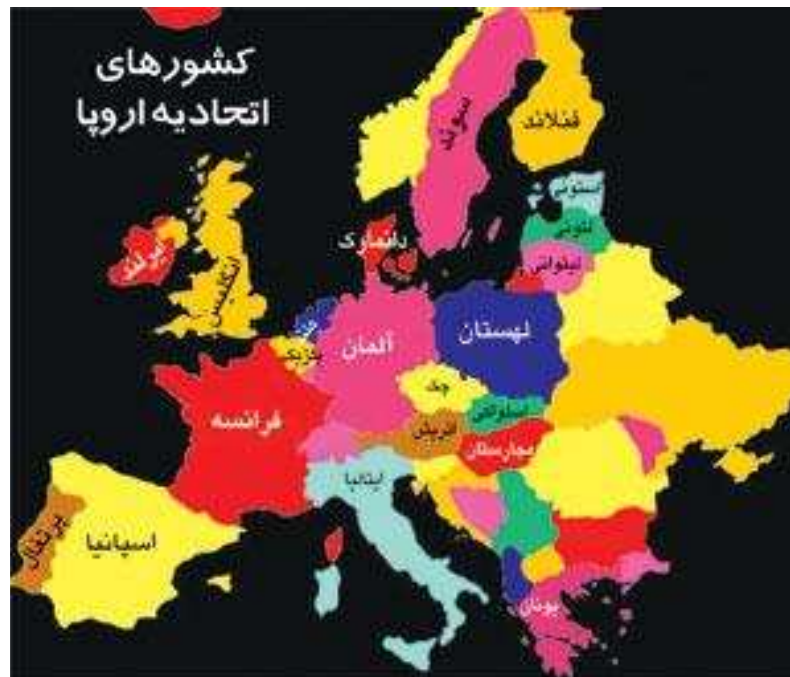 کشورهای
اتحادیه اروپا
سوئد
فنلاند
استونی
لتونی
لیتوانی
دانمارک
ایرلند
انگلیس
لهستان
آلمان
بلژیک
چک
اسلواکی
اتریش
مجارستان
فرانسه
ایتالیا
پرتغال
اسپانیا
یونان